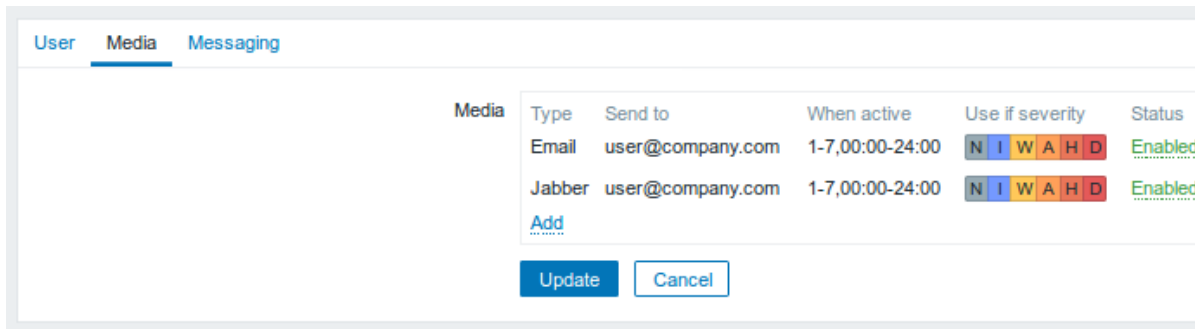 User Media Messaging
Media Type Send to When active Use if severity Status
Email user@company.com 1-7,00:00-24:00 N I W A H D Enabled
Jabber user@company.com 1-7,00:00-24:00 N I W A H D Enabled
Add
Update Cancel